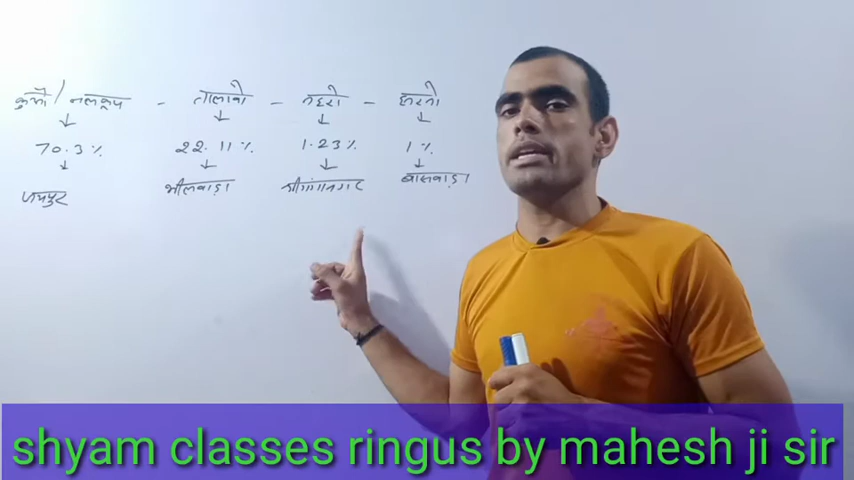 कुओं / नलकूप - तालाबों - नहरों - झरनों
↓ ↓ ↓ ↓
70.3% 22.11% 1.23% 1%
↓ ↓ ↓ ↓
जयपुर भीलवाड़ा श्रीगंगानगर बांसवाड़ा
shyam classes ringus by mahesh ji sir